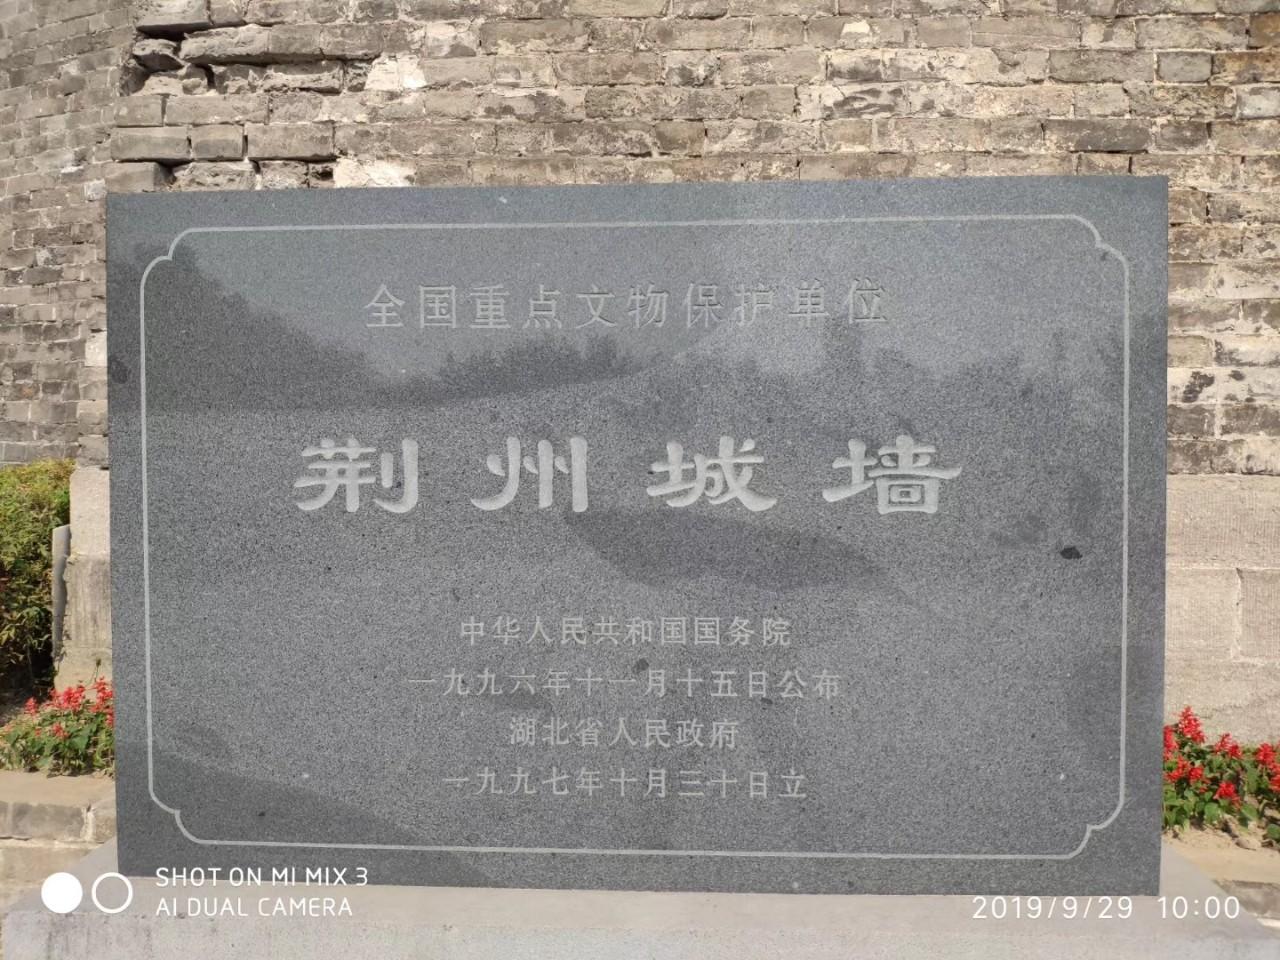 全国重点文物保护单位
荆州城墙
中华人民共和国国务院
一九九六年十一月十五日公布
湖北省人民政府
一九九七年十月三十日立
SHOT ON MI MIX 3
AI DUAL CAMERA
2019/9/29 10:00